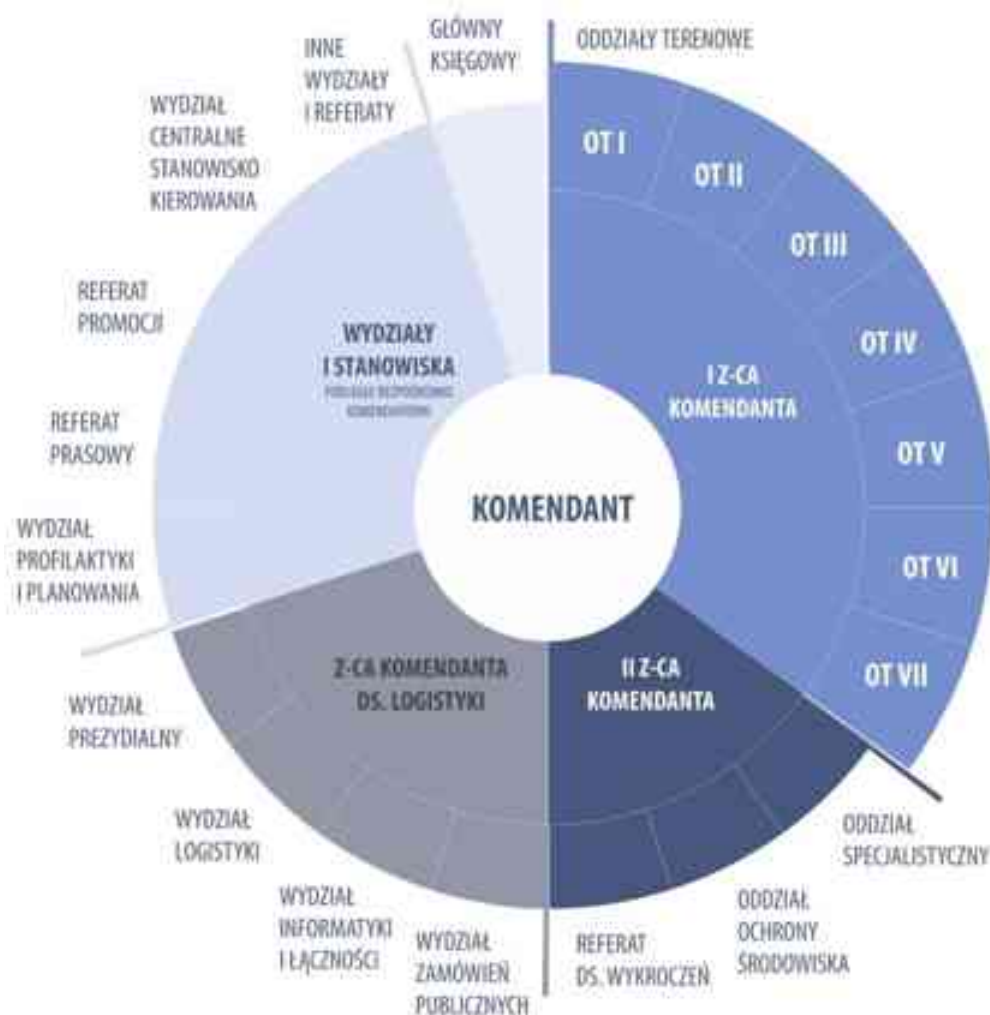 GŁÓWNY
KSIĘGOWY
ODDZIAŁY TERENOWE
INNE
WYDZIAŁY
I REFERATY
WYDZIAŁ
CENTRALNE
STANOWISKO
KIEROWANIA
REFERAT
PROMOCJI
REFERAT
PRASOWY
WYDZIAŁ
PROFILAKTYKI
I PLANOWANIA
WYDZIAŁY
I STANOWISKA
OT I
OT II
OT III
OT IV
OT V
OT VI
OT VII
I Z-CA
KOMENDANTA
KOMENDANT
Z-CA KOMENDANTA
DS. LOGISTYKI
II Z-CA
KOMENDANTA
WYDZIAŁ
PREZYDIALNY
WYDZIAŁ
LOGISTYKI
WYDZIAŁ
INFORMATYKI
I ŁĄCZNOŚCI
WYDZIAŁ
ZAMÓWIEŃ
PUBLICZNYCH
REFERAT
DS. WYKROCZEŃ
ODDZIAŁ
OCHRONY
ŚRODOWISKA
ODDZIAŁ
SPECJALISTYCZNY